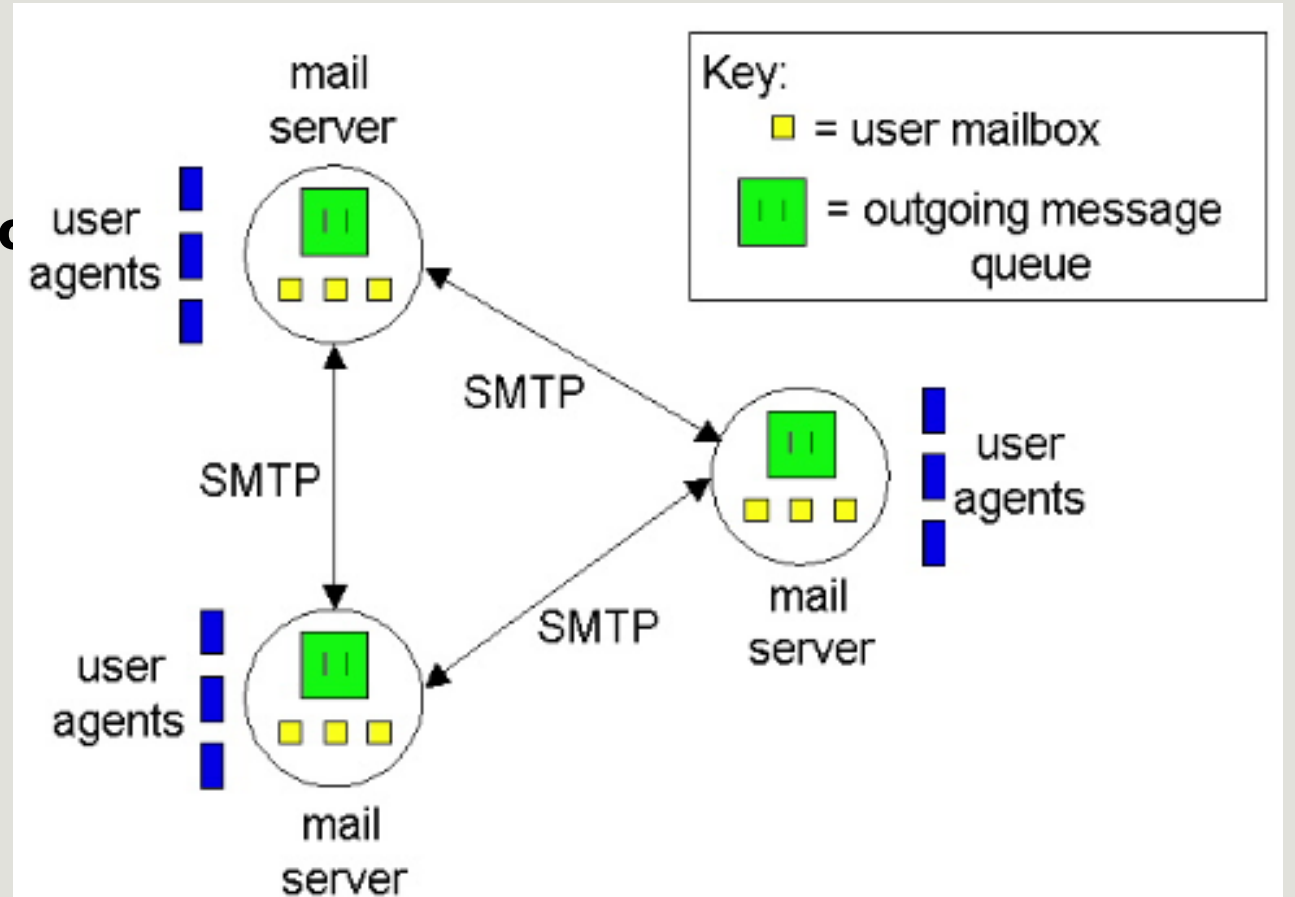 mail
server
Key:
= user mailbox
= outgoing message
queue
user
agents
SMTP
SMTP
user
agents
SMTP
mail
server
user
agents
mail
server